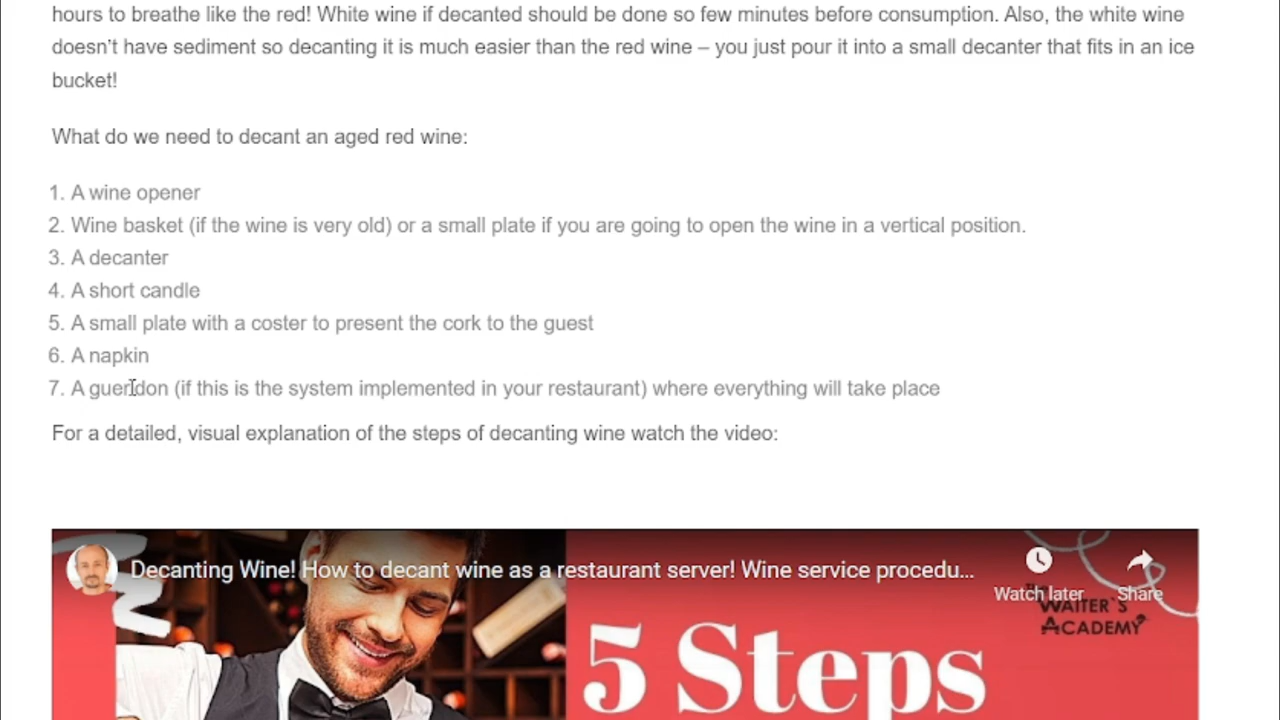 hours to breathe like the red! White wine if decanted should be done so few minutes before consumption. Also, the white wine
doesn't have sediment so decanting it is much easier than the red wine – you just pour it into a small decanter that fits in an ice
bucket!
What do we need to decant an aged red wine:
1. A wine opener
2. Wine basket (if the wine is very old) or a small plate if you are going to open the wine in a vertical position.
3. A decanter
4. A short candle
5. A small plate with a coster to present the cork to the guest
6. A napkin
7. A gueridon (if this is the system implemented in your restaurant) where everything will take place
For a detailed, visual explanation of the steps of decanting wine watch the video:
Decanting Wine! How to decant wine as a restaurant server! Wine service procedu...
Watch later
Share
WAITER`S
ACADEMY
5 Steps